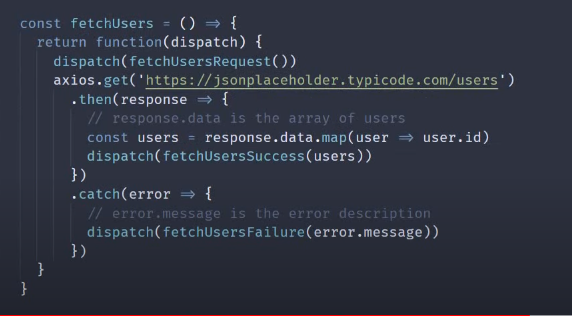 const fetchUsers = () => {
  return function(dispatch) {
    dispatch(fetchUsersRequest())
    axios.get('https://jsonplaceholder.typicode.com/users')
      .then(response => {
        // response.data is the array of users
        const users = response.data.map(user => user.id)
        dispatch(fetchUsersSuccess(users))
      })
      .catch(error => {
        // error.message is the error description
        dispatch(fetchUsersFailure(error.message))
      })
  }
}